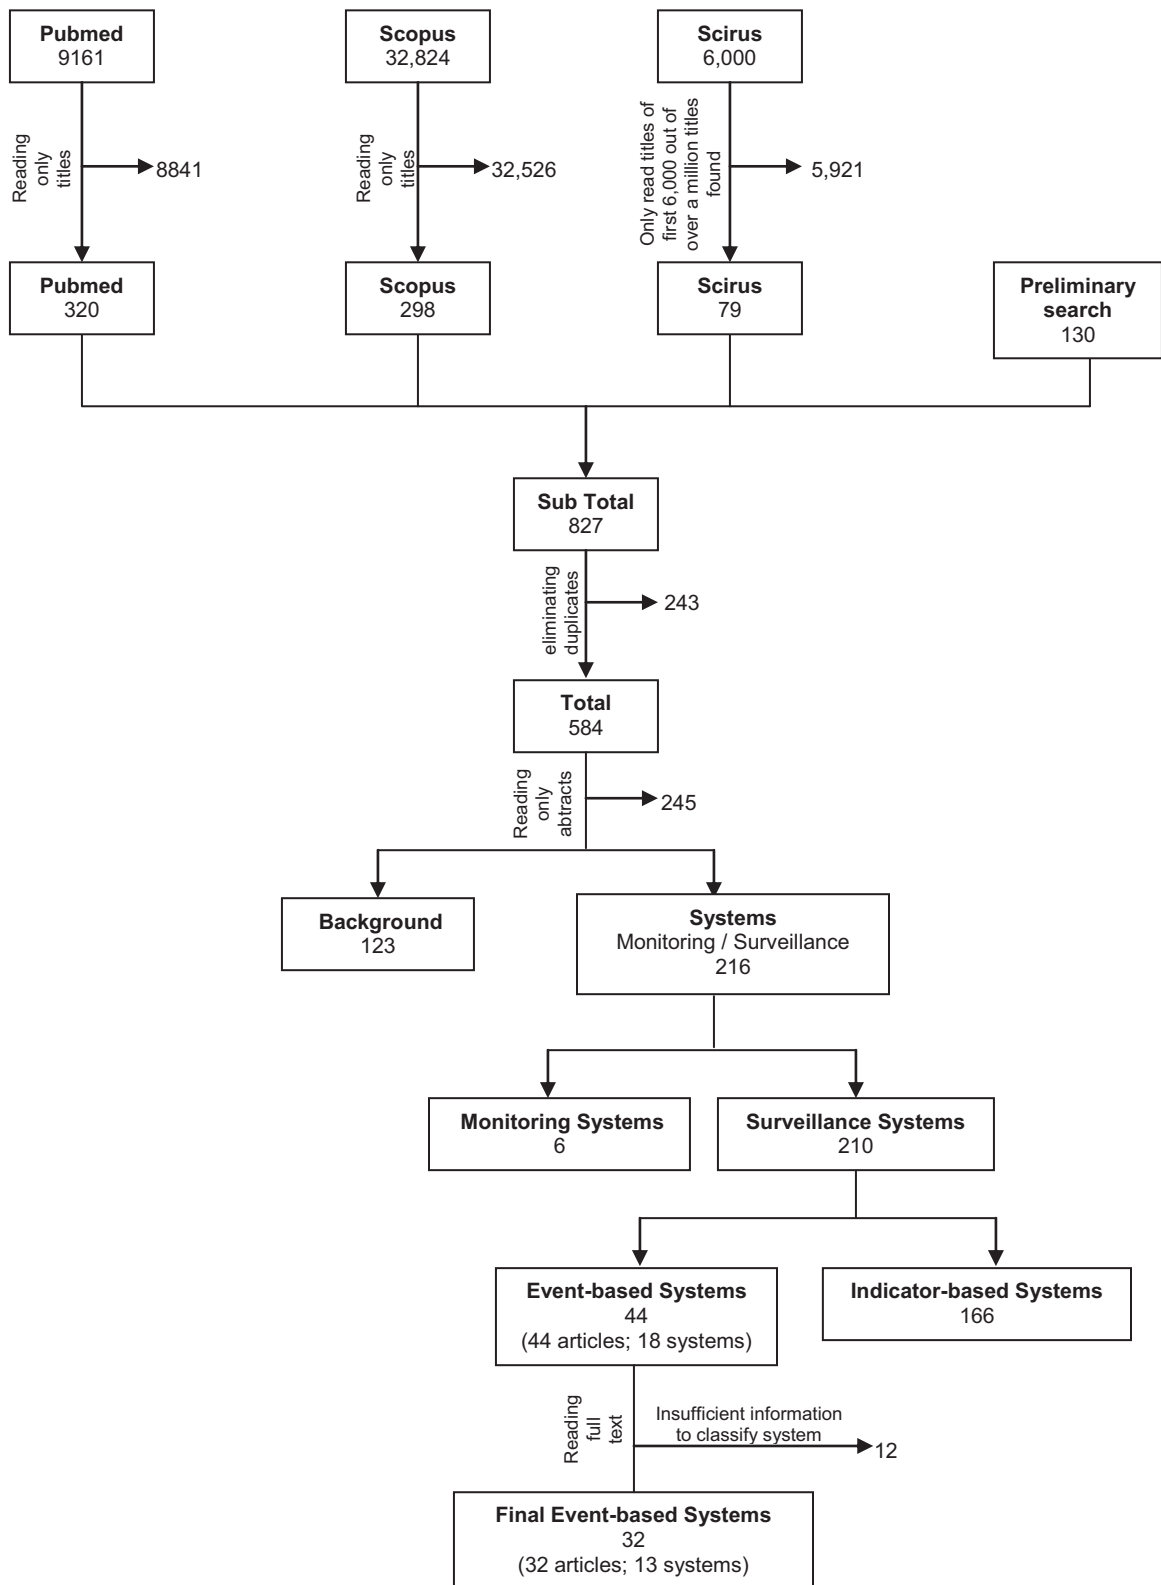 Pubmed
9161
Scopus
32,824
Scirus
6,000
Reading
only
titles
8841
Reading
only
titles
32,526
Only read titles of
first 6,000 out of
over a million titles
found
5,921
Pubmed
320
Scopus
298
Scirus
79
Preliminary
search
130
Sub Total
827
eliminating
duplicates
243
Total
584
Reading
only
abtracts
245
Background
123
Systems
Monitoring / Surveillance
216
Monitoring Systems
6
Surveillance Systems
210
Event-based Systems
44
(44 articles; 18 systems)
Indicator-based Systems
166
Reading
full
text
Insufficient information
to classify system
12
Final Event-based Systems
32
(32 articles; 13 systems)